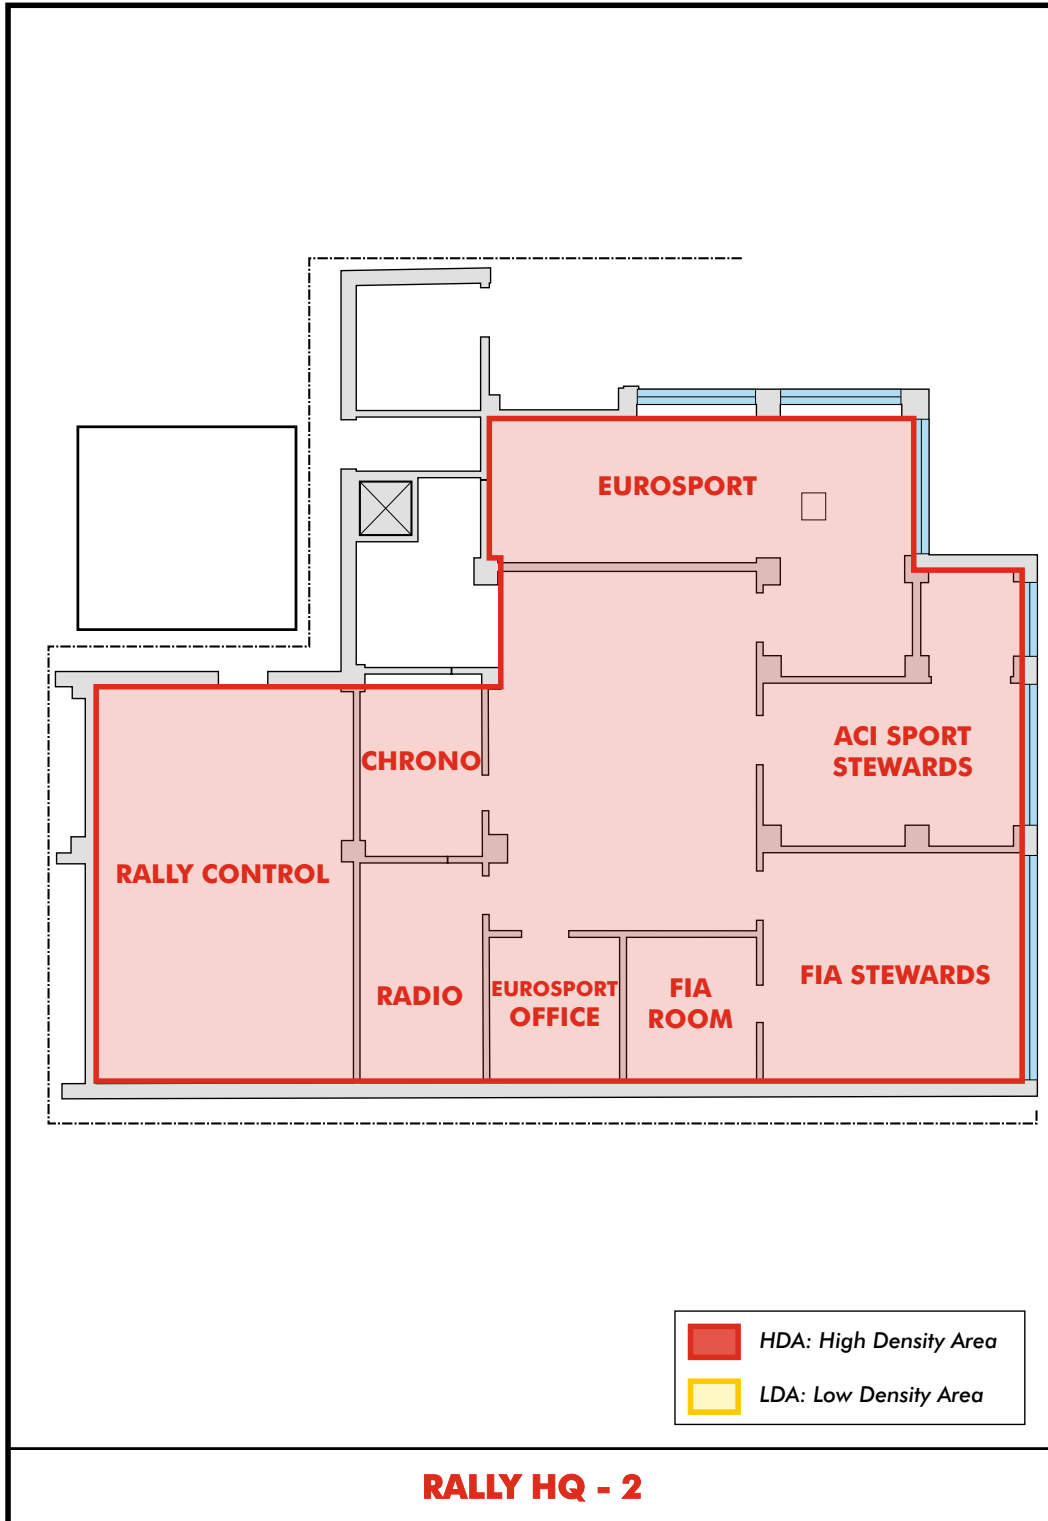 EUROSPORT
ACI SPORT
STEWARDS
CHRONO
RALLY CONTROL
RADIO
EUROSPORT
OFFICE
FIA
ROOM
FIA STEWARDS
HDA: High Density Area
LDA: Low Density Area
RALLY HQ - 2